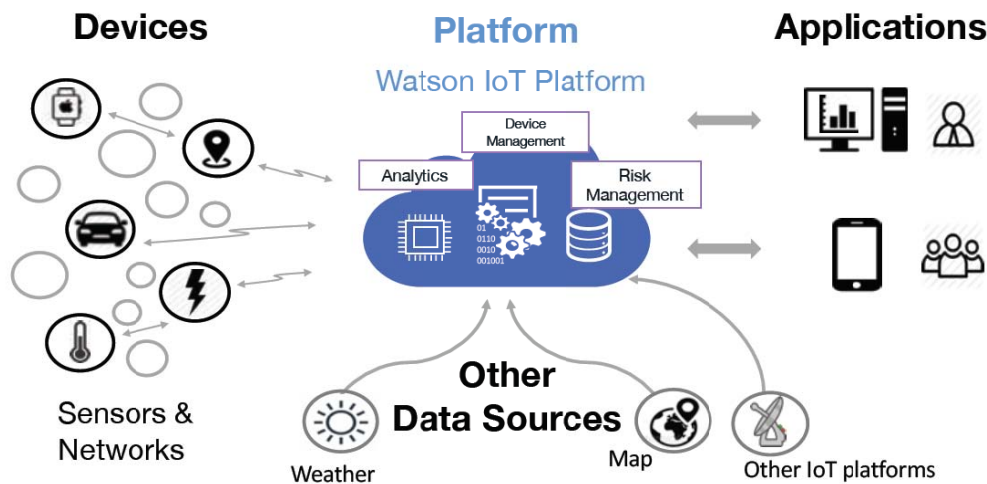 Devices
Platform
Applications
Watson IoT Platform
Device
Management
Analytics
Risk
Management
01
0110
0010
001001
Other
Data Sources
Sensors &
Networks
Weather
Map
Other IoT platforms